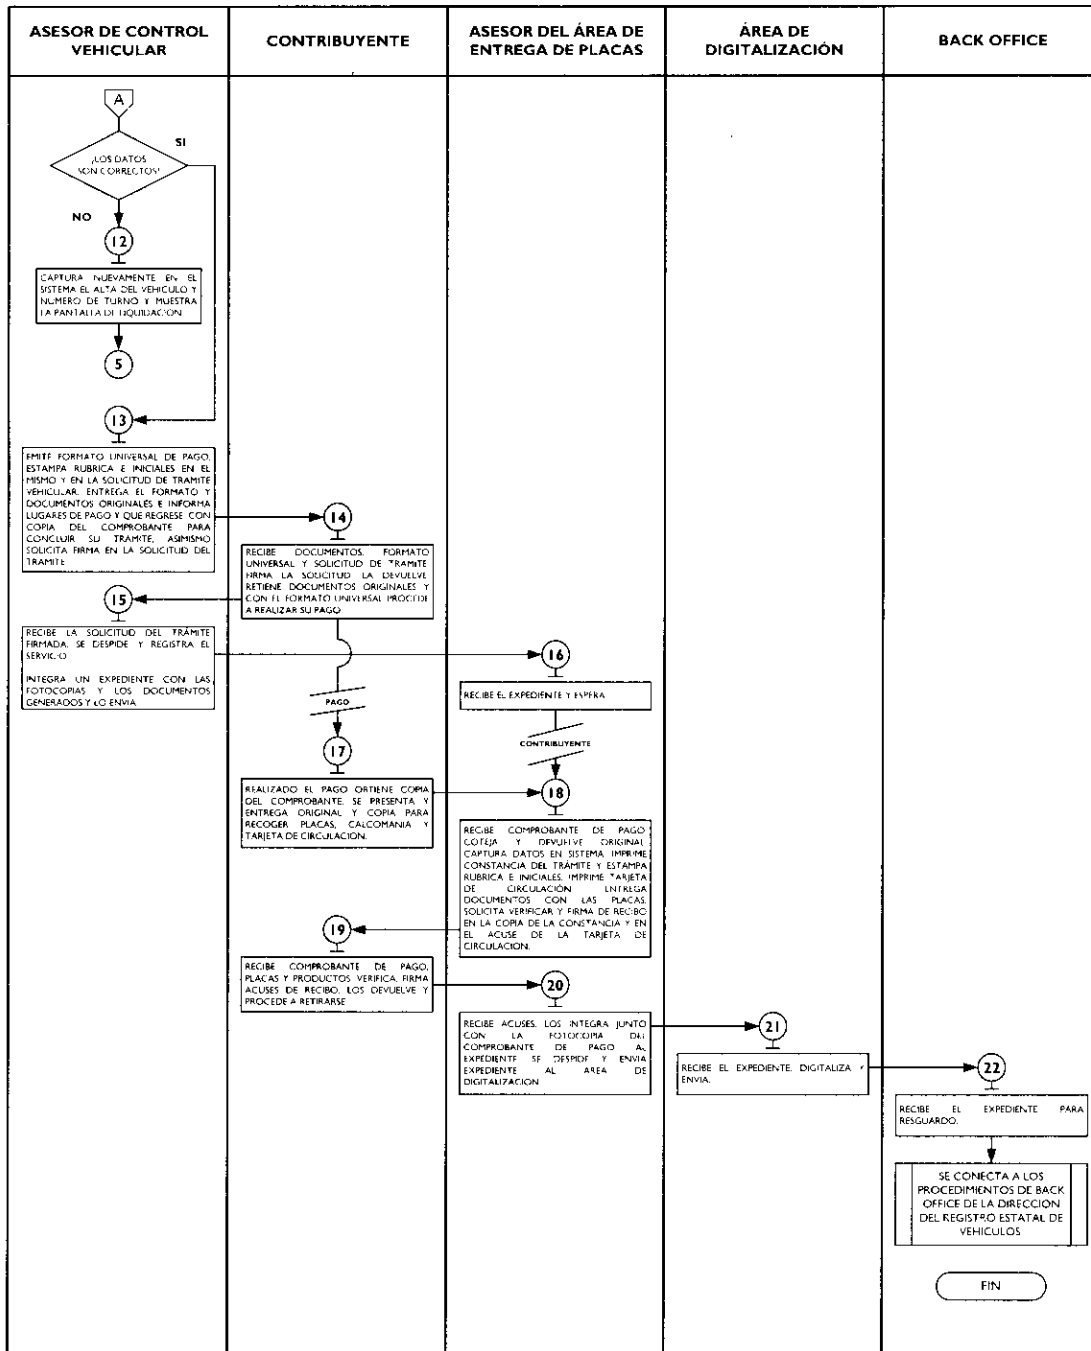 ASESOR DE CONTROL
VEHICULAR
CONTRIBUYENTE
ASESOR DEL ÁREA DE
ENTREGA DE PLACAS
ÁREA DE
DIGITALIZACIÓN
BACK OFFICE
A
¿LOS DATOS
SON CORRECTOS?
SI
NO
12
CAPTURA NUEVAMENTE EN EL
SISTEMA EL ALTA DEL VEHICULO Y
NUMERO DE TURNO Y MUESTRA
LA PANTALLA DE LIQUIDACION
5
13
EMITE FORMATO UNIVERSAL DE PAGO,
ESTAMPA RUBRICA E INICIALES EN EL
MISMO Y EN LA SOLICITUD DE TRAMITE
VEHICULAR. ENTREGA EL FORMATO Y
DOCUMENTOS ORIGINALES E INFORMA
LUGARES DE PAGO Y QUE REGRESE CON
COPIA DEL COMPROBANTE PARA
CONCLUIR SU TRAMITE, ASIMISMO
SOLICITA FIRMA EN LA SOLICITUD DEL
TRAMITE
14
RECIBE DOCUMENTOS, FORMATO
UNIVERSAL Y SOLICITUD DE TRAMITE
FIRMA LA SOLICITUD LA DEVUELVE
RETIENE DOCUMENTOS ORIGINALES Y
CON EL FORMATO UNIVERSAL PROCEDE
A REALIZAR SU PAGO
15
RECIBE LA SOLICITUD DEL TRÁMITE
FIRMADA, SE DESPIDE Y REGISTRA EL
SERVICIO
INTEGRA UN EXPEDIENTE CON LAS
FOTOCOPIAS Y LOS DOCUMENTOS
GENERADOS Y LO ENVIA
16
RECIBE EL EXPEDIENTE Y ESPERA
PAGO
CONTRIBUYENTE
17
REALIZADO EL PAGO OBTIENE COPIA
DEL COMPROBANTE, SE PRESENTA Y
ENTREGA ORIGINAL Y COPIA PARA
RECOGER PLACAS, CALCOMANIA Y
TARJETA DE CIRCULACION.
18
RECIBE COMPROBANTE DE PAGO
COTEJA Y DEVUELVE ORIGINAL
CAPTURA DATOS EN SISTEMA IMPRIME
CONSTANCIA DEL TRÁMITE Y ESTAMPA
RUBRICA E INICIALES. IMPRIME TARJETA
DE CIRCULACIÓN ENTREGA
DOCUMENTOS CON LAS PLACAS,
SOLICITA VERIFICAR Y FIRMA DE RECIBO
EN LA COPIA DE LA CONSTANCIA Y EN
EL ACUSE DE LA TARJETA DE
CIRCULACION.
19
RECIBE COMPROBANTE DE PAGO,
PLACAS Y PRODUCTOS VERIFICA, FIRMA
ACUSES DE RECIBO, LOS DEVUELVE Y
PROCEDE A RETIRARSE
20
RECIBE ACUSES, LOS INTEGRA JUNTO
CON LA FOTOCOPIA DEL
COMPROBANTE DE PAGO AL
EXPEDIENTE SE DESPIDE Y ENVIA
EXPEDIENTE AL AREA DE
DIGITALIZACION
21
RECIBE EL EXPEDIENTE, DIGITALIZA Y
ENVIA.
22
RECIBE EL EXPEDIENTE PARA
RESGUARDO.
SE CONECTA A LOS
PROCEDIMIENTOS DE BACK
OFFICE DE LA DIRECCION
DEL REGISTRO ESTATAL DE
VEHICULOS
FIN